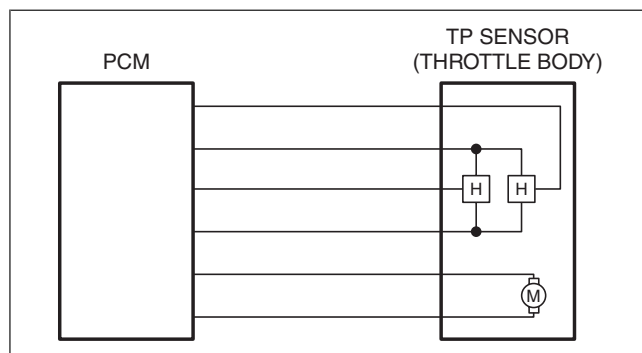 TP SENSOR
PCM
(THROTTLE BODY)
H
H
M